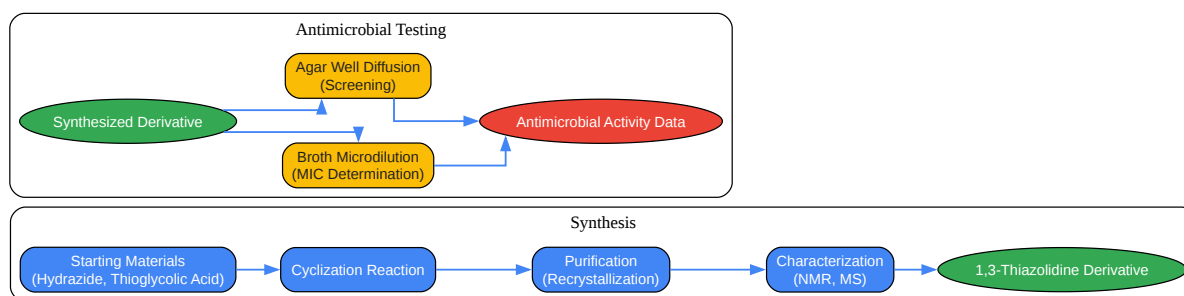 Antimicrobial Testing
Agar Well Diffusion
(Screening)
Synthesized Derivative
Antimicrobial Activity Data
Broth Microdilution
(MIC Determination)
Synthesis
Starting Materials
(Hydrazide, Thioglycolic Acid)
Cyclization Reaction
Purification
(Recrystallization)
Characterization
(NMR, MS)
1,3-Thiazolidine Derivative